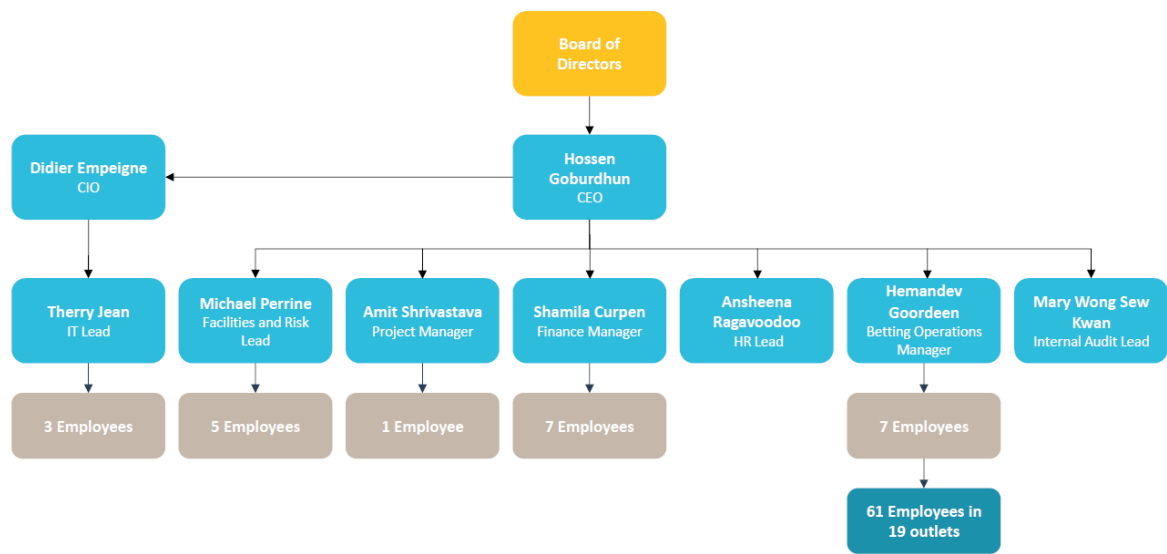 Board of
Directors
Didier Empeigne
CIO
Hossen
Goburdhun
CEO
Therry Jean
IT Lead
Michael Perrine
Facilities and Risk
Lead
Amit Shrivastava
Project Manager
Shamila Curpen
Finance Manager
Ansheena
Ragavoodoo
HR Lead
Hemandev
Goordeen
Betting Operations
Manager
Mary Wong Sew
Kwan
Internal Audit Lead
3 Employees
5 Employees
1 Employee
7 Employees
7 Employees
61 Employees in
19 outlets